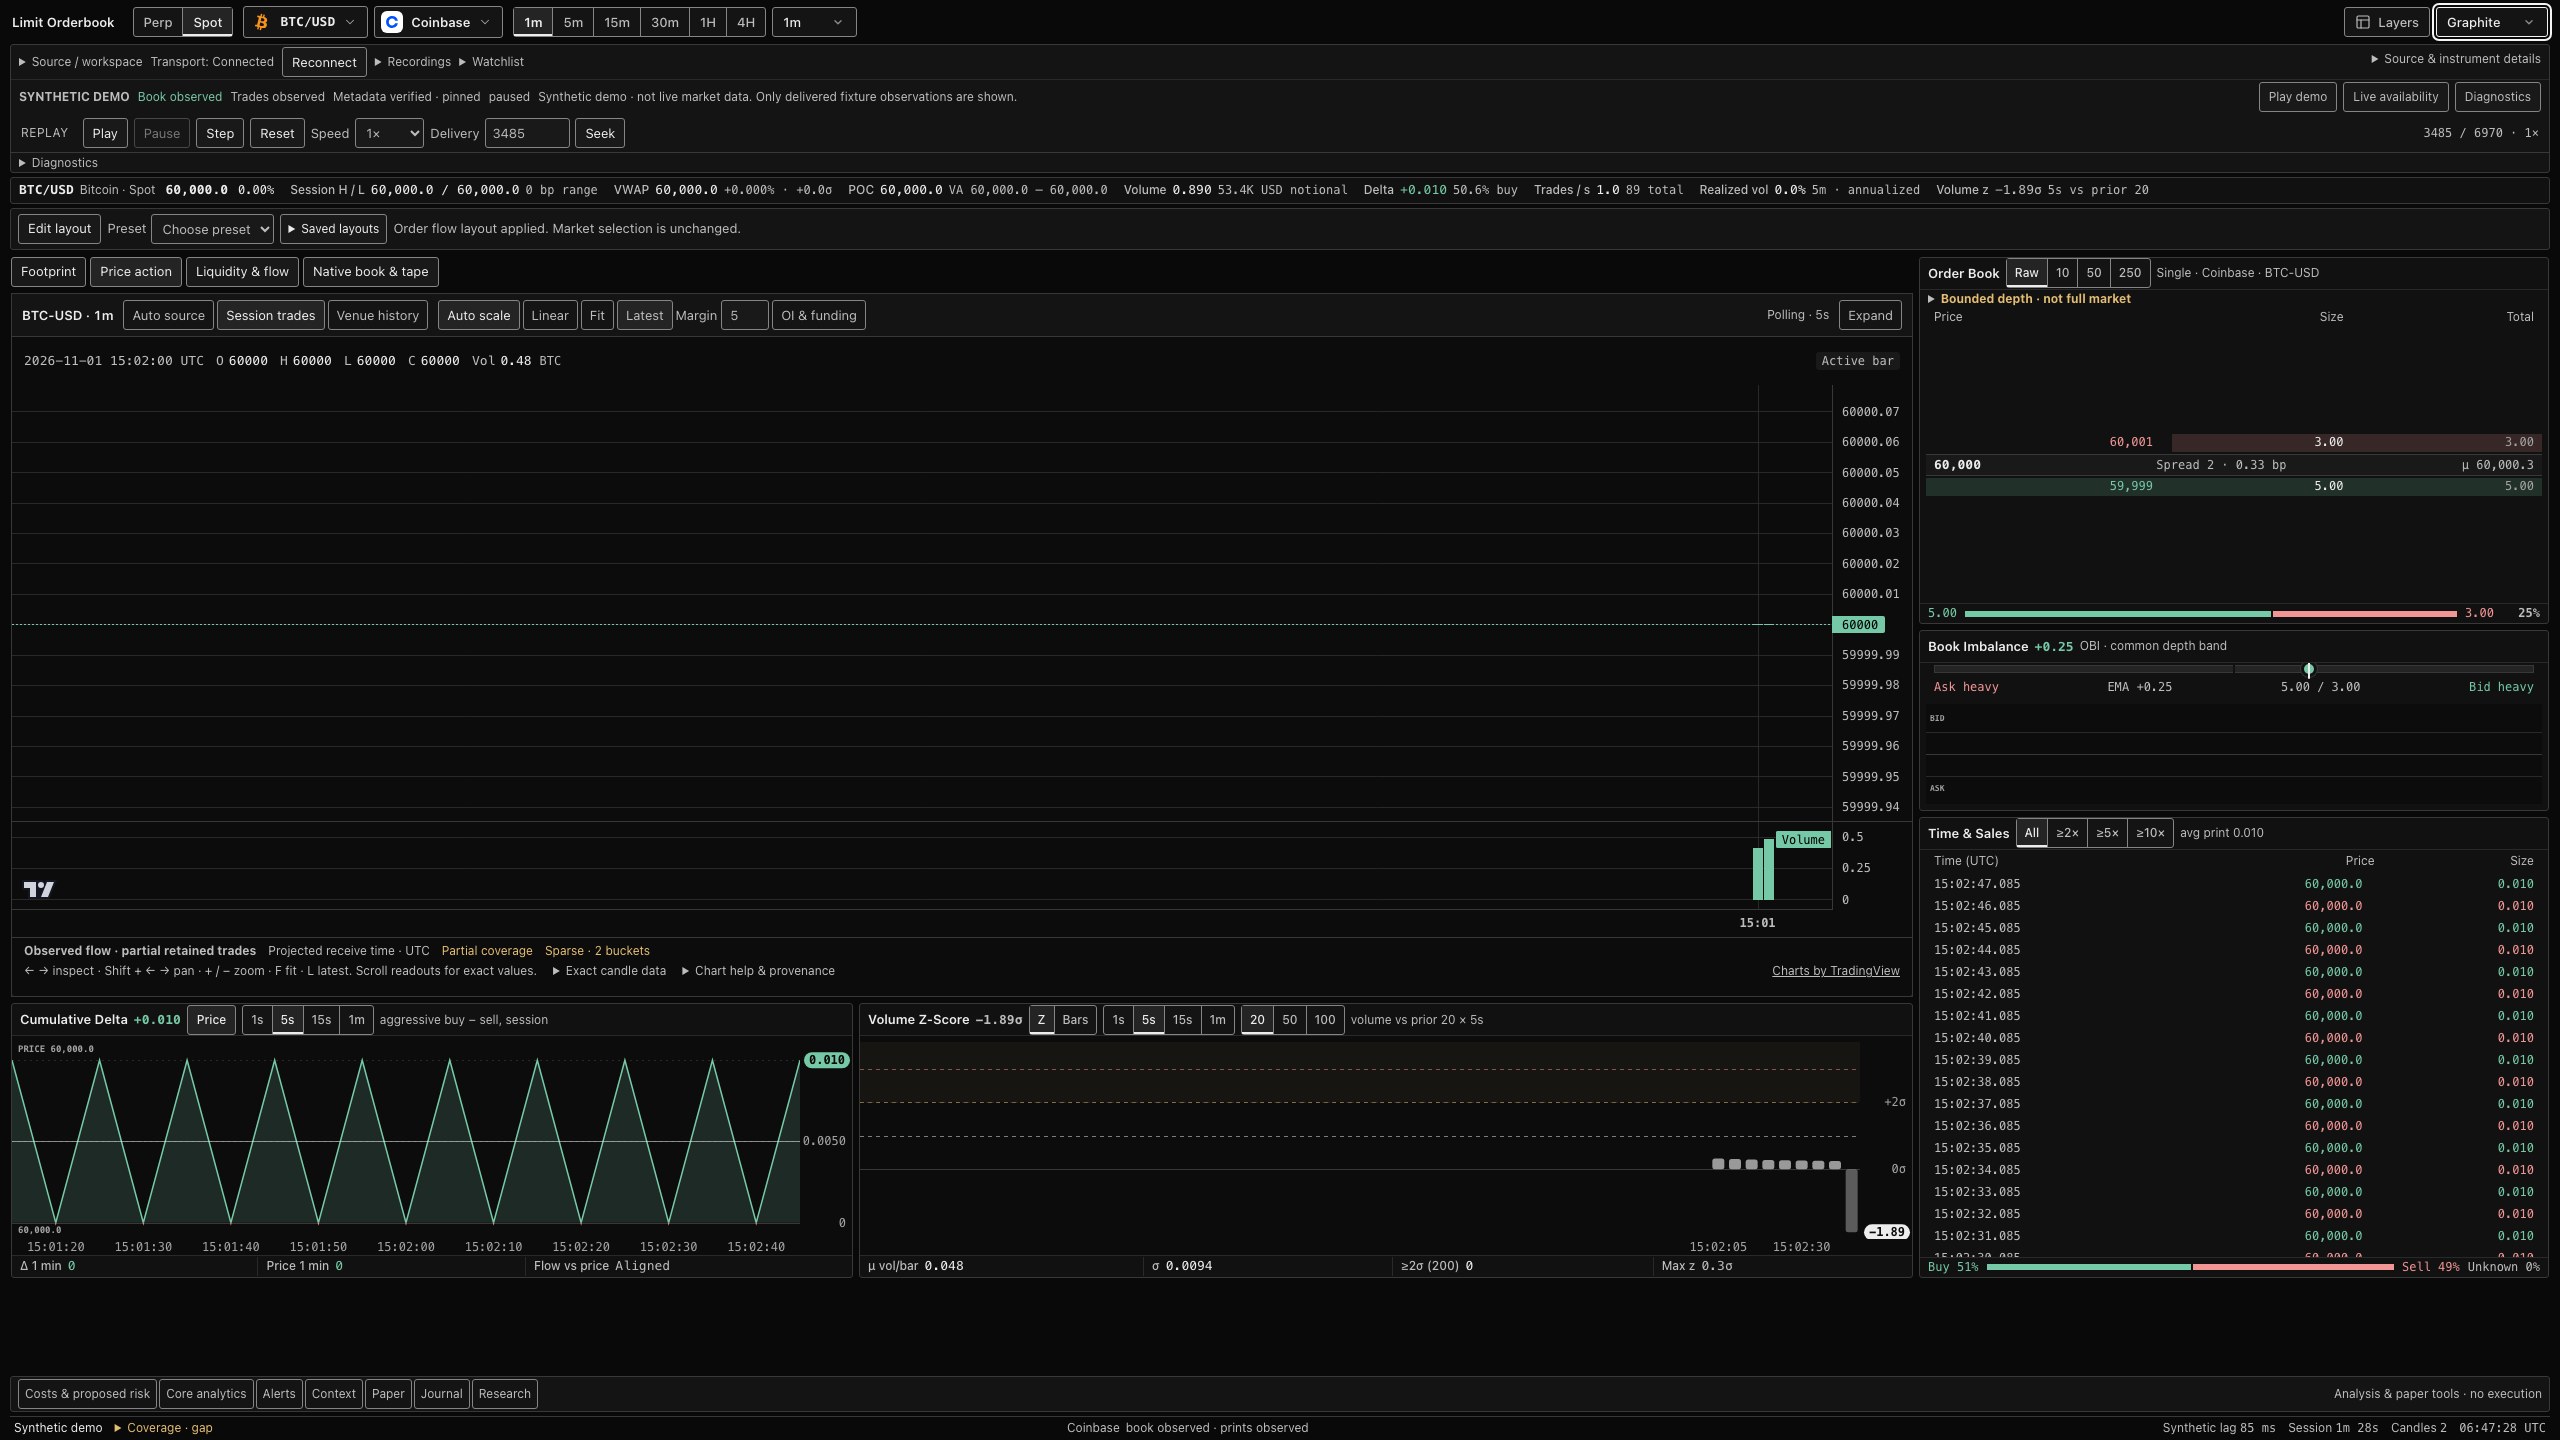 Limit Orderbook Perp Spot BTC/USD Coinbase 1m 5m 15m 30m 1H 4H 1m Layers Graphite
Source / workspace Transport: Connected Reconnect Recordings Watchlist Source & instrument details
SYNTHETIC DEMO Book observed Trades observed Metadata verified · pinned paused Synthetic demo · not live market data. Only delivered fixture observations are shown. Play demo Live availability Diagnostics
REPLAY Play Pause Step Reset Speed 1× Delivery 3485 Seek 3485 / 6970 · 1×
Diagnostics
BTC/USD Bitcoin · Spot 60,000.0 0.00% Session H / L 60,000.0 / 60,000.0 0 bp range VWAP 60,000.0 +0.000% · +0.0σ POC 60,000.0 VA 60,000.0 – 60,000.0 Volume 0.890 53.4K USD notional Delta +0.010 50.6% buy Trades / s 1.0 89 total Realized vol 0.0% 5m · annualized Volume z −1.89σ 5s vs prior 20
Edit layout Preset Choose preset Saved layouts Order flow layout applied. Market selection is unchanged.
Footprint Price action Liquidity & flow Native book & tape
BTC-USD · 1m Auto source Session trades Venue history Auto scale Linear Fit Latest Margin 5 OI & funding Polling · 5s Expand
2026−11−01 15:02:00 UTC O 60000 H 60000 L 60000 C 60000 Vol 0.48 BTC Active bar
60000.07
60000.06
60000.05
60000.04
60000.03
60000.02
60000.01
60000
59999.99
59999.98
59999.97
59999.96
59999.95
59999.94
Volume 0.5
0.25
0
15:01
Observed flow · partial retained trades Projected receive time · UTC Partial coverage Sparse · 2 buckets
← → inspect · Shift + ← → pan · + / − zoom · F fit · L latest. Scroll readouts for exact values. Exact candle data Chart help & provenance Charts by TradingView
Cumulative Delta +0.010 Price 1s 5s 15s 1m aggressive buy − sell, session
PRICE 60,000.0
0.010
0.0050
0
60,000.0
15:01:20 15:01:30 15:01:40 15:01:50 15:02:00 15:02:10 15:02:20 15:02:30 15:02:40
Δ 1 min 0 Price 1 min 0 Flow vs price Aligned
Volume Z-Score −1.89σ Z Bars 1s 5s 15s 1m 20 50 100 volume vs prior 20 × 5s
+2σ
0σ
−1.89
15:02:05 15:02:30
μ vol/bar 0.048 σ 0.0094 ≥2σ (200) 0 Max z 0.3σ
Order Book Raw 10 50 250 Single · Coinbase · BTC-USD
Bounded depth · not full market
Price Size Total
60,001 3.00 3.00
60,000 Spread 2 · 0.33 bp μ 60,000.3
59,999 5.00 5.00
5.00 3.00 25%
Book Imbalance +0.25 OBI · common depth band
Ask heavy EMA +0.25 5.00 / 3.00 Bid heavy
BID
ASK
Time & Sales All ≥2× ≥5× ≥10× avg print 0.010
Time (UTC) Price Size
15:02:47.085 60,000.0 0.010
15:02:46.085 60,000.0 0.010
15:02:45.085 60,000.0 0.010
15:02:44.085 60,000.0 0.010
15:02:43.085 60,000.0 0.010
15:02:42.085 60,000.0 0.010
15:02:41.085 60,000.0 0.010
15:02:40.085 60,000.0 0.010
15:02:39.085 60,000.0 0.010
15:02:38.085 60,000.0 0.010
15:02:37.085 60,000.0 0.010
15:02:36.085 60,000.0 0.010
15:02:35.085 60,000.0 0.010
15:02:34.085 60,000.0 0.010
15:02:33.085 60,000.0 0.010
15:02:32.085 60,000.0 0.010
15:02:31.085 60,000.0 0.010
15:02:30.085 60,000.0 0.010
Buy 51% Sell 49% Unknown 0%
Costs & proposed risk Core analytics Alerts Context Paper Journal Research Analysis & paper tools · no execution
Synthetic demo Coverage · gap Coinbase book observed · prints observed Synthetic lag 85 ms Session 1m 28s Candles 2 06:47:28 UTC